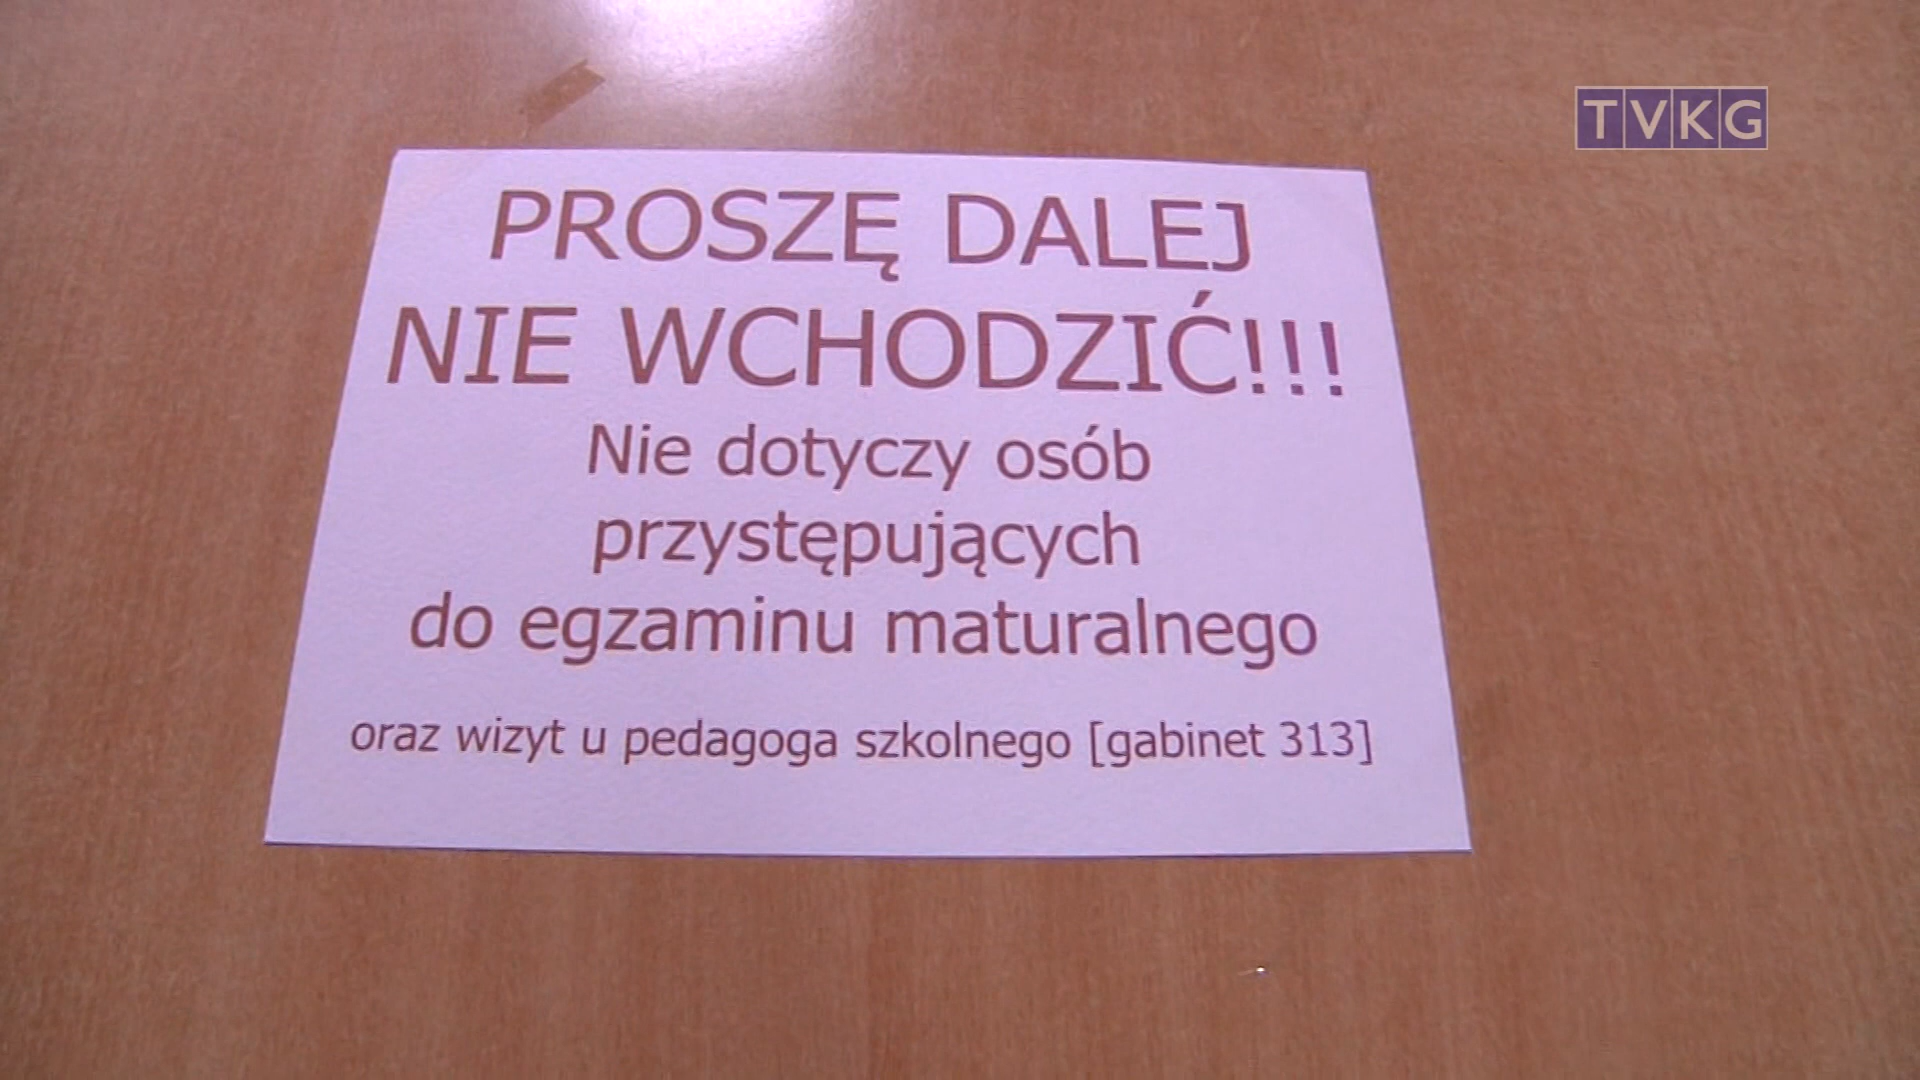 TVKG
PROSZĘ DALEJ
NIE WCHODZIĆ!!!
Nie dotyczy osób
przystępujących
do egzaminu maturalnego
oraz wizyt u pedagoga szkolnego [gabinet 313]